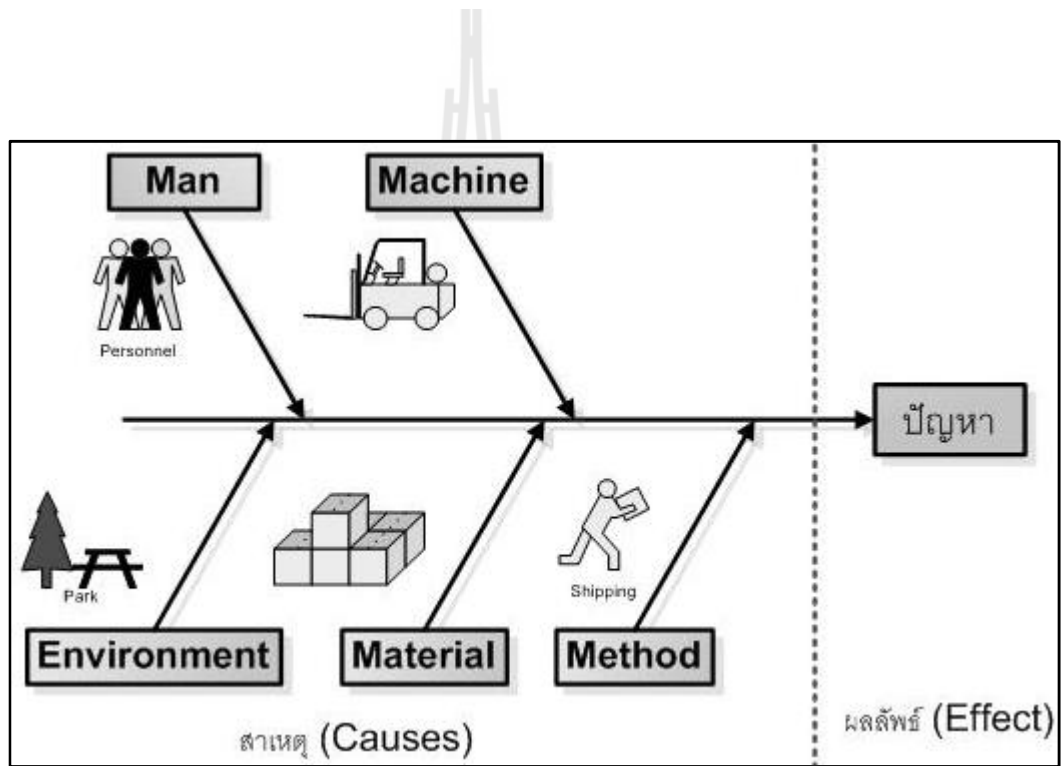 Man
Machine
Personnel
ปัญหา
Park
Shipping
Environment
Material
Method
สาเหตุ (Causes)
ผลลัพธ์ (Effect)